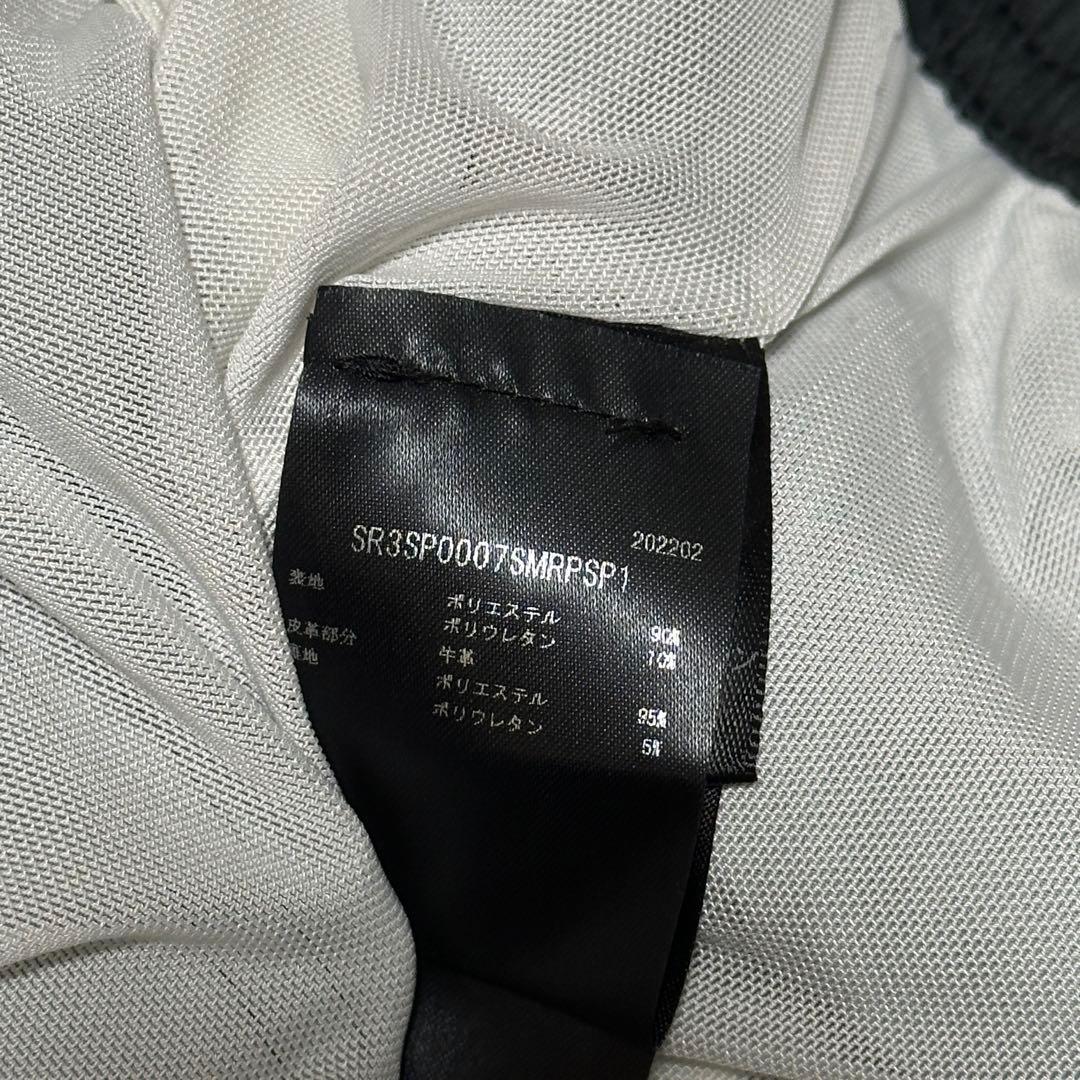 202202
SR3SP0007SMRPSP1
表地 ポリエステル 90%
ポリウレタン 10%
皮革部分 牛革
裏地 ポリエステル 95%
ポリウレタン 5%
ン